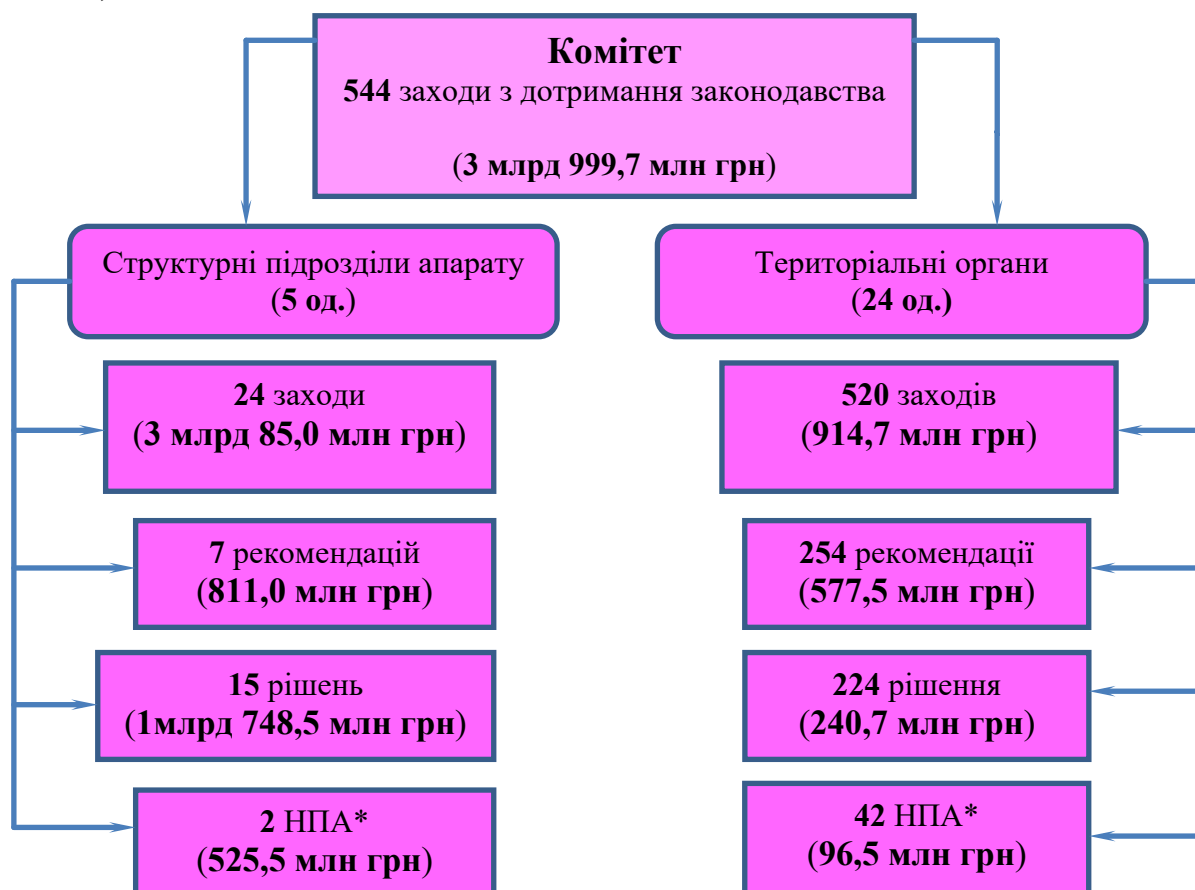 Комітет
544 заходи з дотримання законодавства
(3 млрд 999,7 млн грн)
Структурні підрозділи апарату
(5 од.)
Територіальні органи
(24 од.)
24 заходи
(3 млрд 85,0 млн грн)
520 заходів
(914,7 млн грн)
7 рекомендацій
(811,0 млн грн)
254 рекомендації
(577,5 млн грн)
15 рішень
(1млрд 748,5 млн грн)
224 рішення
(240,7 млн грн)
2 НПА*
(525,5 млн грн)
42 НПА*
(96,5 млн грн)